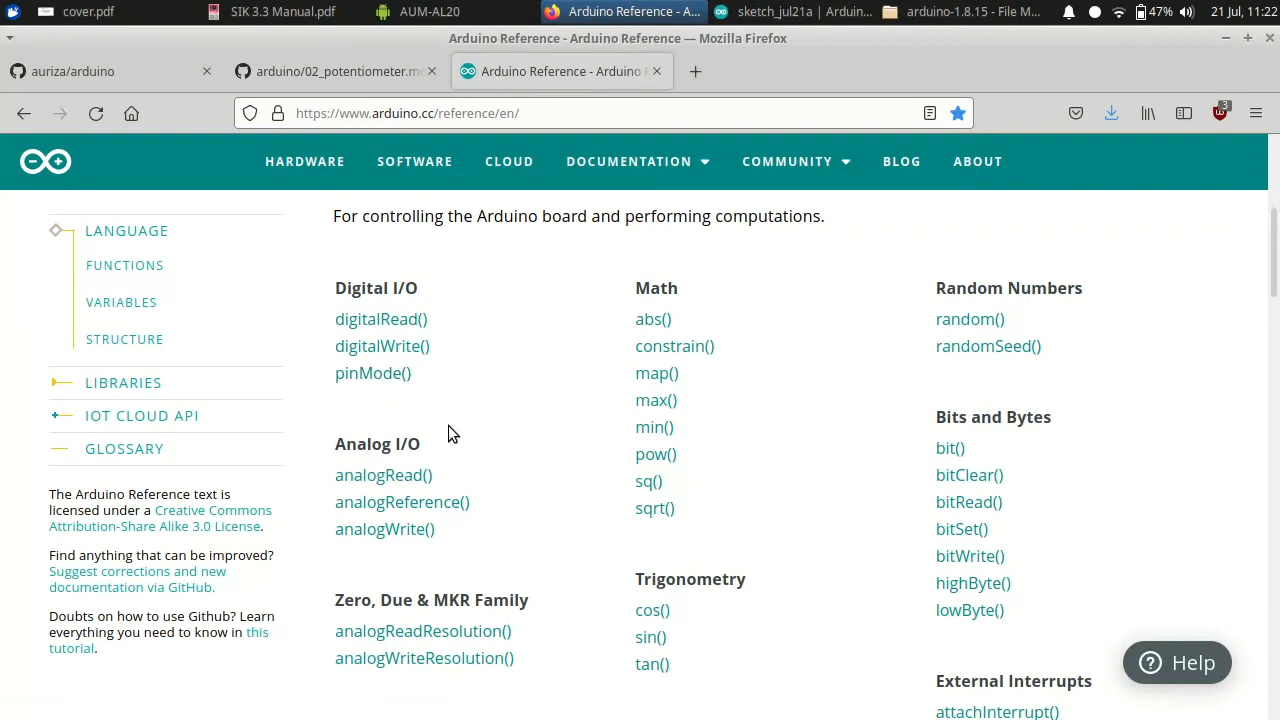 cover.pdf
SIK 3.3 Manual.pdf
AUM-AL20
Arduino Reference - A...
sketch_jul21a | Arduin...
arduino-1.8.15 - File M...
47%
21 Jul, 11:22
Arduino Reference - Arduino Reference — Mozilla Firefox
auriza/arduino
arduino/02_potentiometer.m
Arduino Reference - Arduino
https://www.arduino.cc/reference/en/
3
HARDWARE
SOFTWARE
CLOUD
DOCUMENTATION
COMMUNITY
BLOG
ABOUT
LANGUAGE
FUNCTIONS
VARIABLES
STRUCTURE
LIBRARIES
IOT CLOUD API
GLOSSARY
The Arduino Reference text is
licensed under a Creative Commons
Attribution-Share Alike 3.0 License.
Find anything that can be improved?
Suggest corrections and new
documentation via GitHub.
Doubts on how to use Github? Learn
everything you need to know in this
tutorial.
For controlling the Arduino board and performing computations.
Digital I/O
digitalRead()
digitalWrite()
pinMode()
Analog I/O
analogRead()
analogReference()
analogWrite()
Zero, Due & MKR Family
analogReadResolution()
analogWriteResolution()
Math
abs()
constrain()
map()
max()
min()
pow()
sq()
sqrt()
Trigonometry
cos()
sin()
tan()
Random Numbers
random()
randomSeed()
Bits and Bytes
bit()
bitClear()
bitRead()
bitSet()
bitWrite()
highByte()
lowByte()
External Interrupts
attachInterrupt()
Help